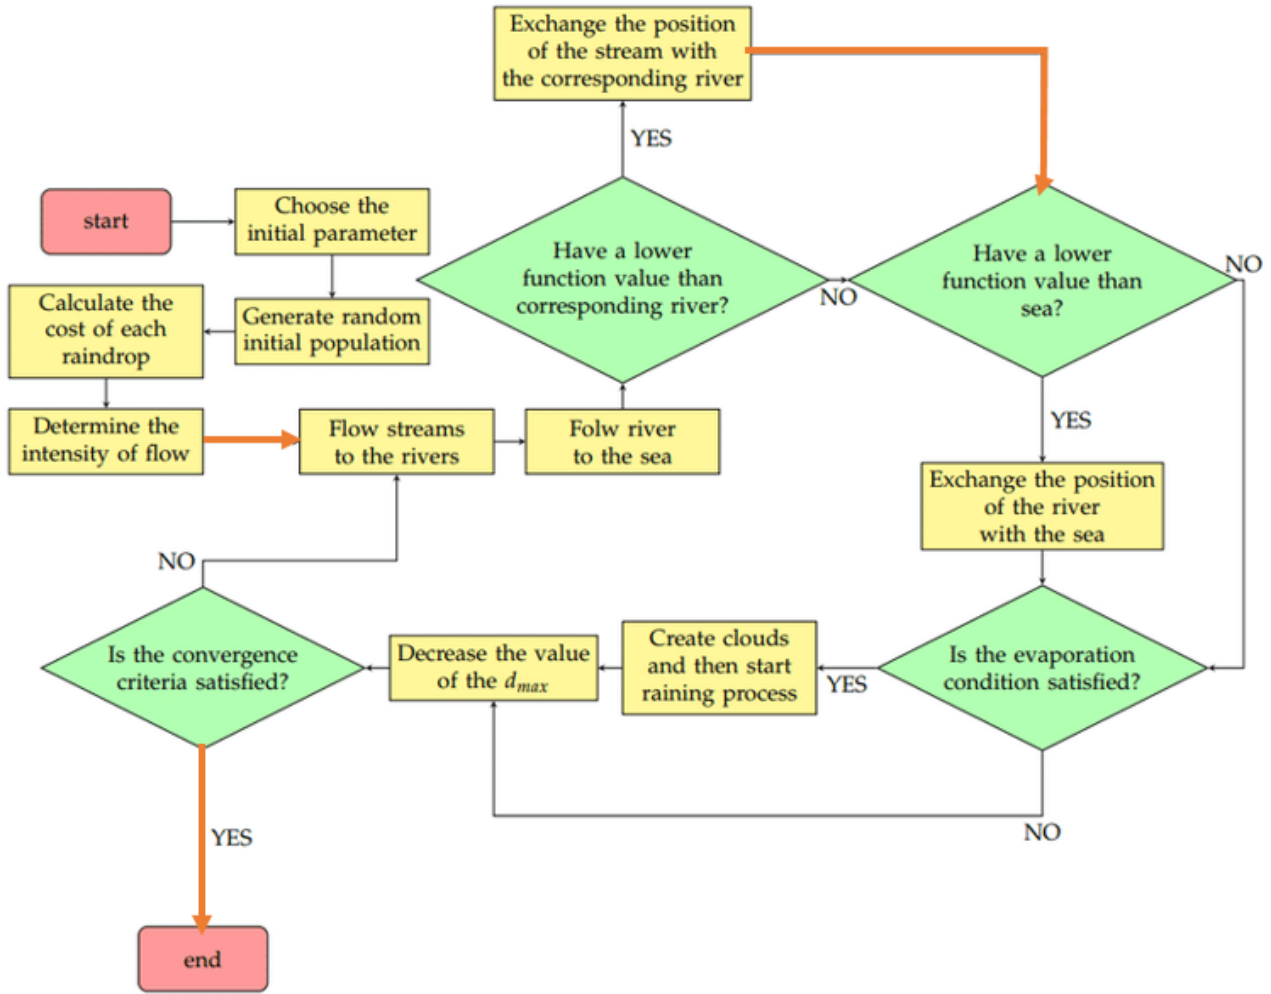 Exchange the position
of the stream with
the corresponding river
YES
start
Choose the
initial parameter
Generate random
initial population
Calculate the
cost of each
raindrop
Determine the
intensity of flow
Flow streams
to the rivers
Folw river
to the sea
Have a lower
function value than
corresponding river?
NO
Have a lower
function value than
sea?
NO
YES
Exchange the position
of the river
with the sea
Is the evaporation
condition satisfied?
YES
NO
Create clouds
and then start
raining process
Decrease the value
of the d_max
Is the convergence
criteria satisfied?
NO
YES
end